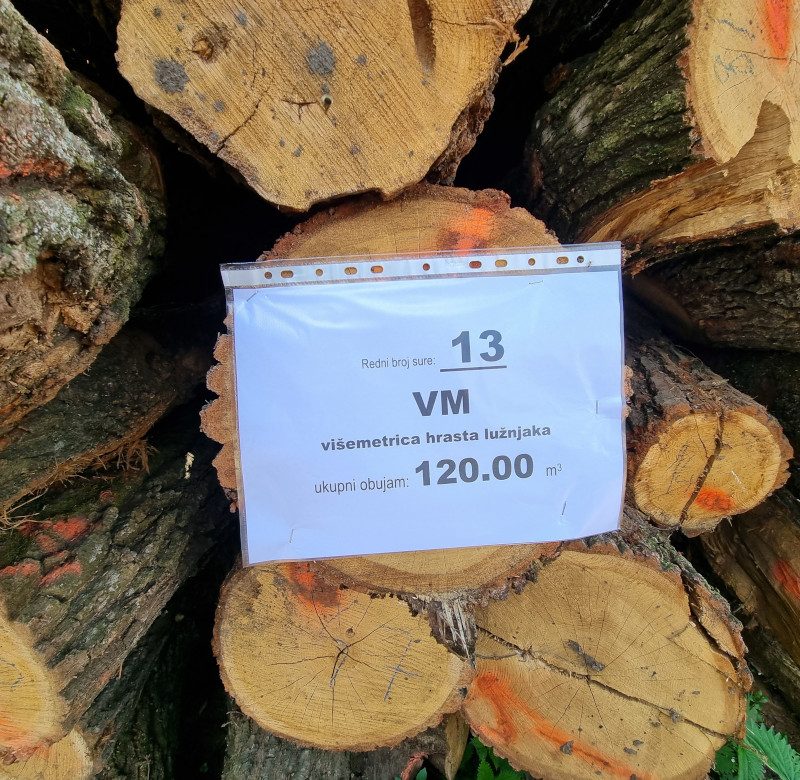 Redni broj sure: 13
VM
višemetrica hrasta lužnjaka
ukupni obujam: 120.00 m³